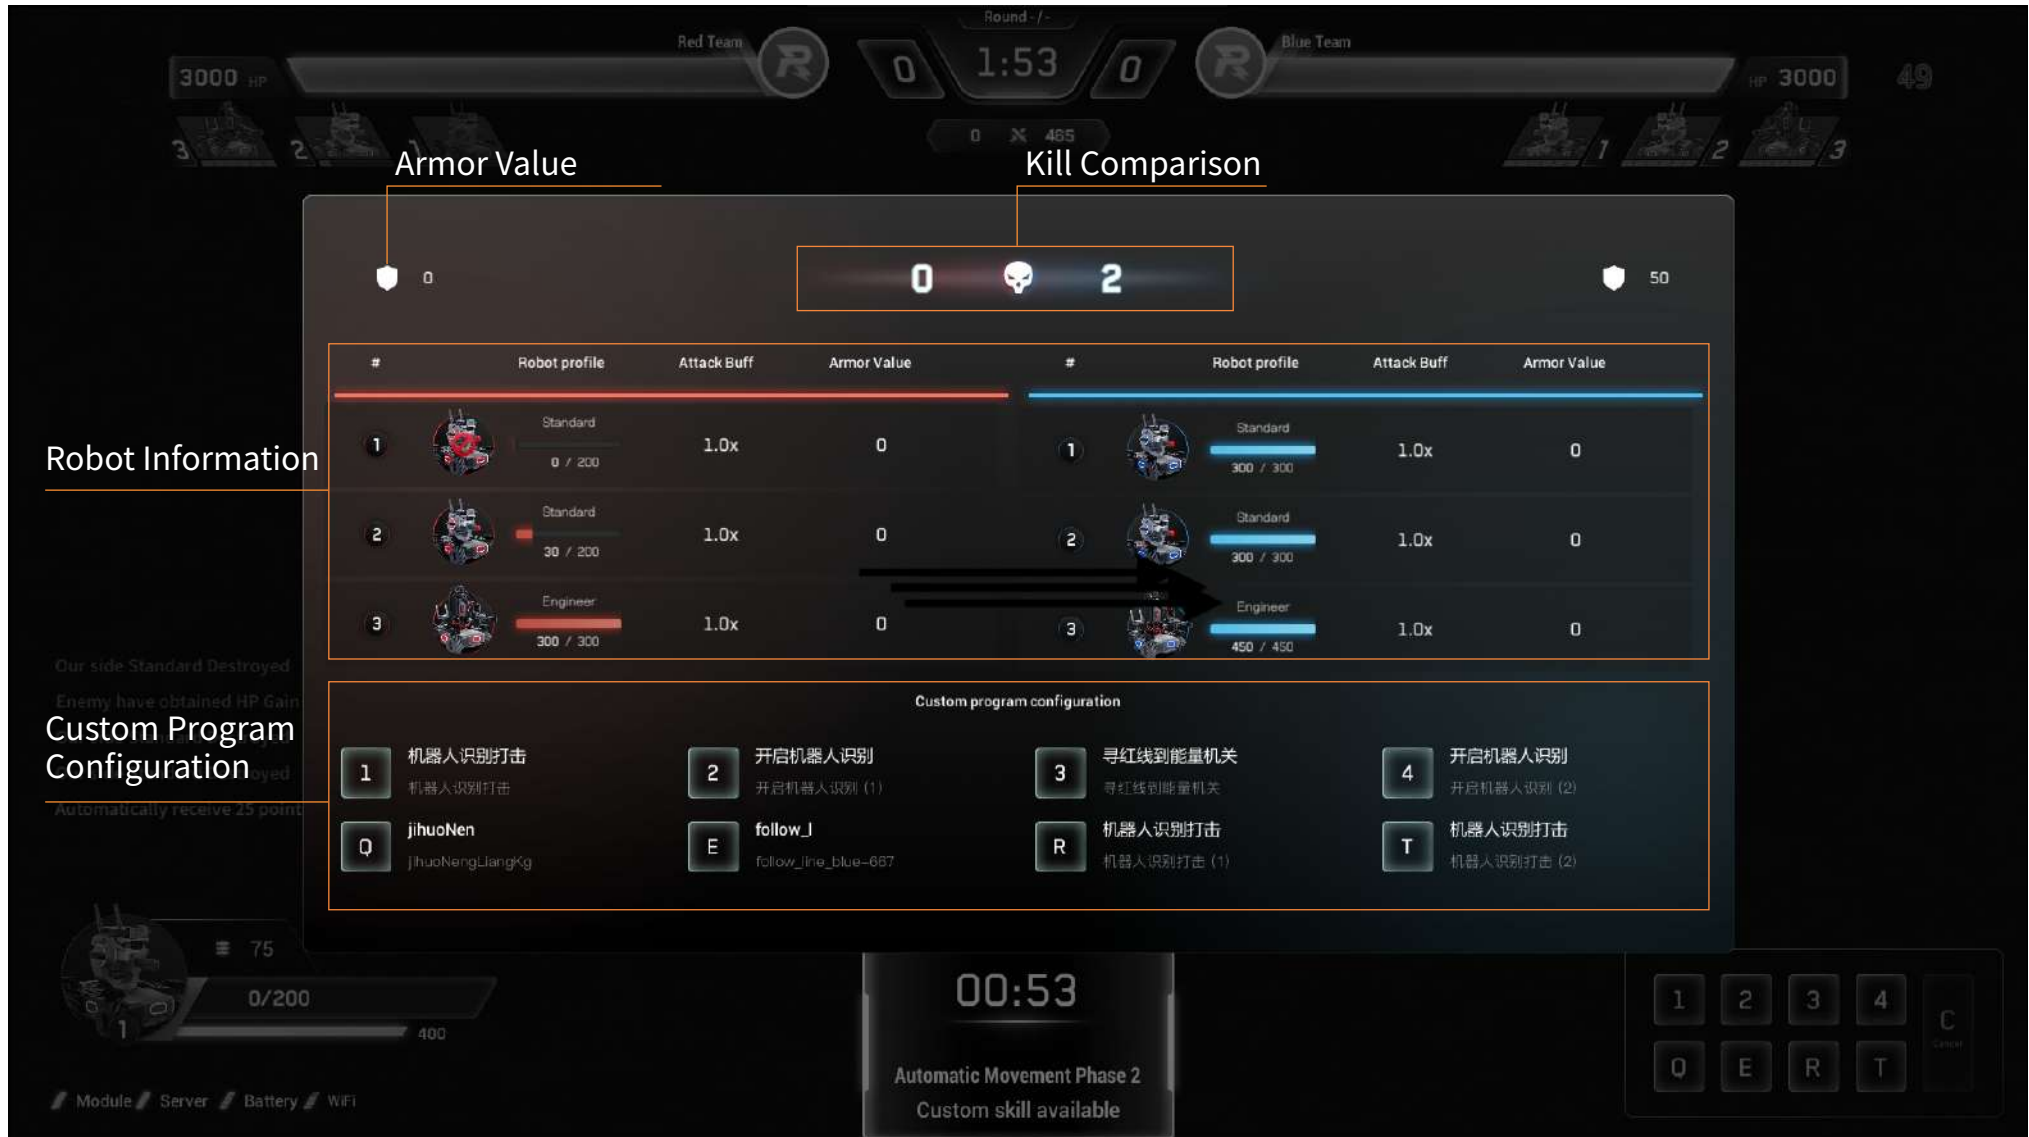 Round -/-
Red Team
Blue Team
3000 HP
0
1:53
0
HP 3000
49
3
2
1
0
465
1
2
3
Armor Value
Kill Comparison
0
0
2
50
#
Robot profile
Attack Buff
Armor Value
#
Robot profile
Attack Buff
Armor Value
1
Standard
0 / 200
1.0x
0
1
Standard
300 / 300
1.0x
0
Robot Information
2
Standard
30 / 200
1.0x
0
2
Standard
300 / 300
1.0x
0
3
Engineer
300 / 300
1.0x
0
3
Engineer
450 / 450
1.0x
0
Our side Standard Destroyed
Enemy have obtained HP Gain
Automatically receive 25 point
Custom Program
Configuration
Custom program configuration
1
机器人识别打击
机器人识别打击
2
开启机器人识别
开启机器人识别 (1)
3
寻红线到能量机关
寻红线到能量机关
4
开启机器人识别
开启机器人识别 (2)
Q
jihuoNen
jihuoNengLiangKg
E
follow_l
follow_line_blue-667
R
机器人识别打击
机器人识别打击 (1)
T
机器人识别打击
机器人识别打击 (2)
75
0/200
400
1
Module
Server
Battery
WiFi
00:53
Automatic Movement Phase 2
Custom skill available
1
2
3
4
C
Cancel
Q
E
R
T